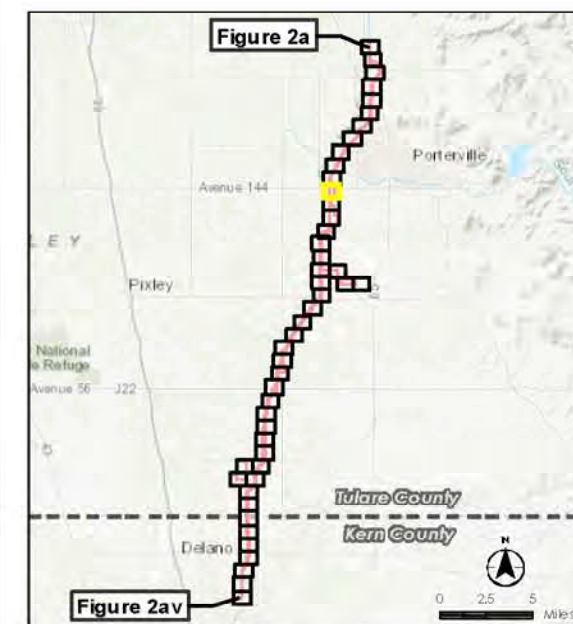 Figure 2a
Porterville
Avenue 144
LEY
Pixley
National
e Refuge
Avenue 56
J22
Tulare County
Kern County
Delano
N
Figure 2av
0 2.5 5
Miles